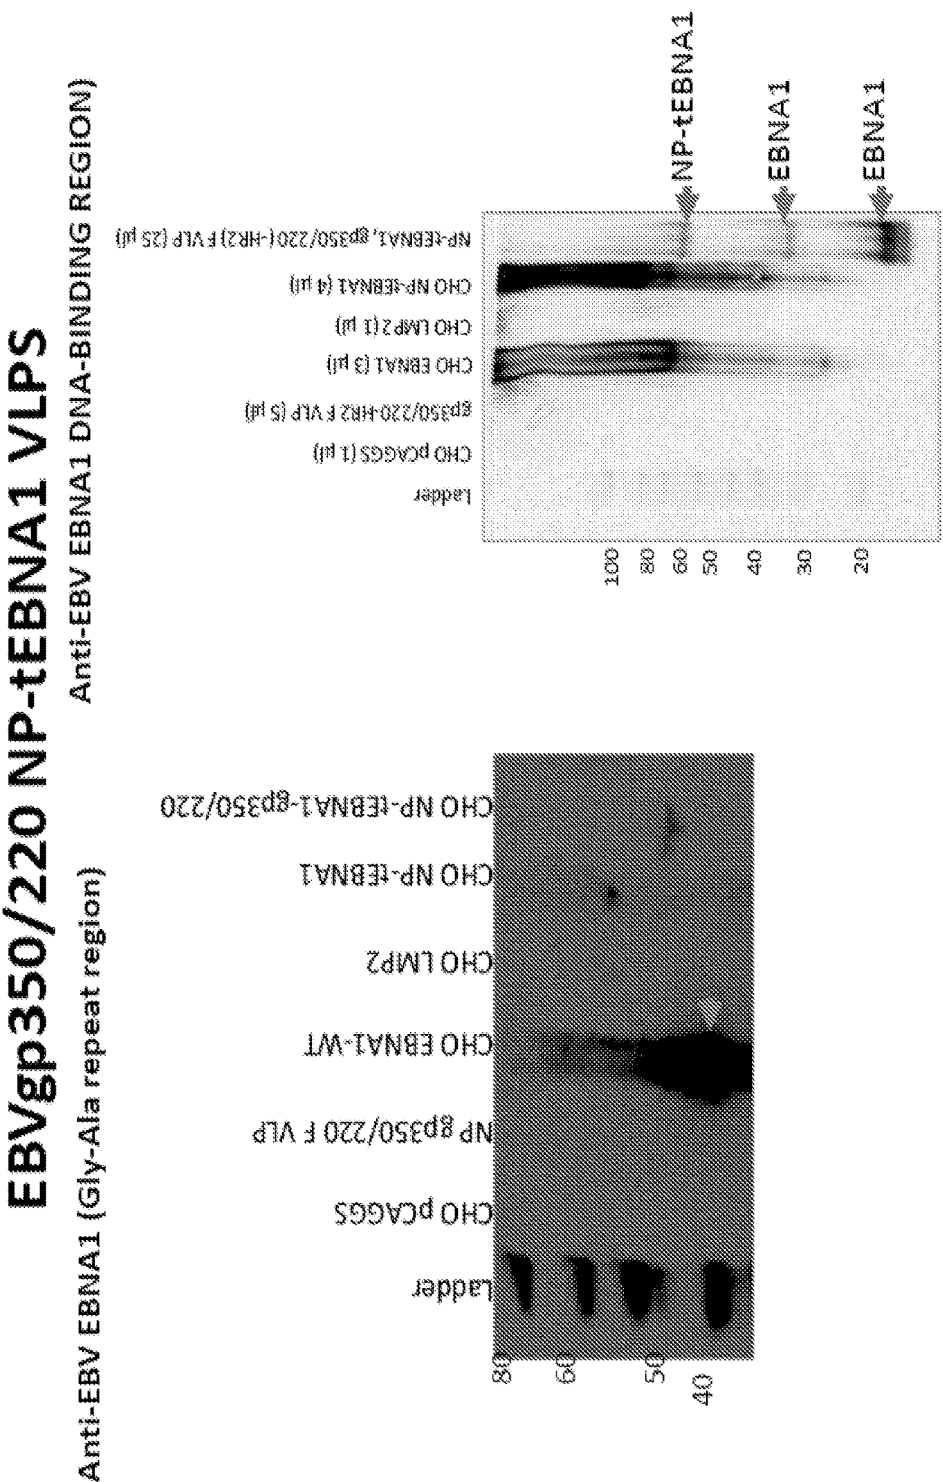 EBVgp350/220 NP-tEBNA1 VLPS
Anti-EBV EBNA1 (Gly-Ala repeat region)
Ladder
CHO pCAGGS
NP gp350/220 F VLP
CHO EBNA1-WT
CHO LMP2
CHO NP-tEBNA1
CHO NP-tEBNA1-gp350/220
80
60
50
40
Anti-EBV EBNA1 DNA-BINDING REGION)
Ladder
CHO pCAGGS (1 µl)
gp350/220-HR2 F VLP (5 µl)
CHO EBNA1 (3 µl)
CHO LMP2 (1 µl)
CHO NP-tEBNA1 (4 µl)
NP-tEBNA1, gp350/220 (-HR2) F VLP (25 µl)
100
80
60
50
40
30
20
NP-tEBNA1
EBNA1
EBNA1